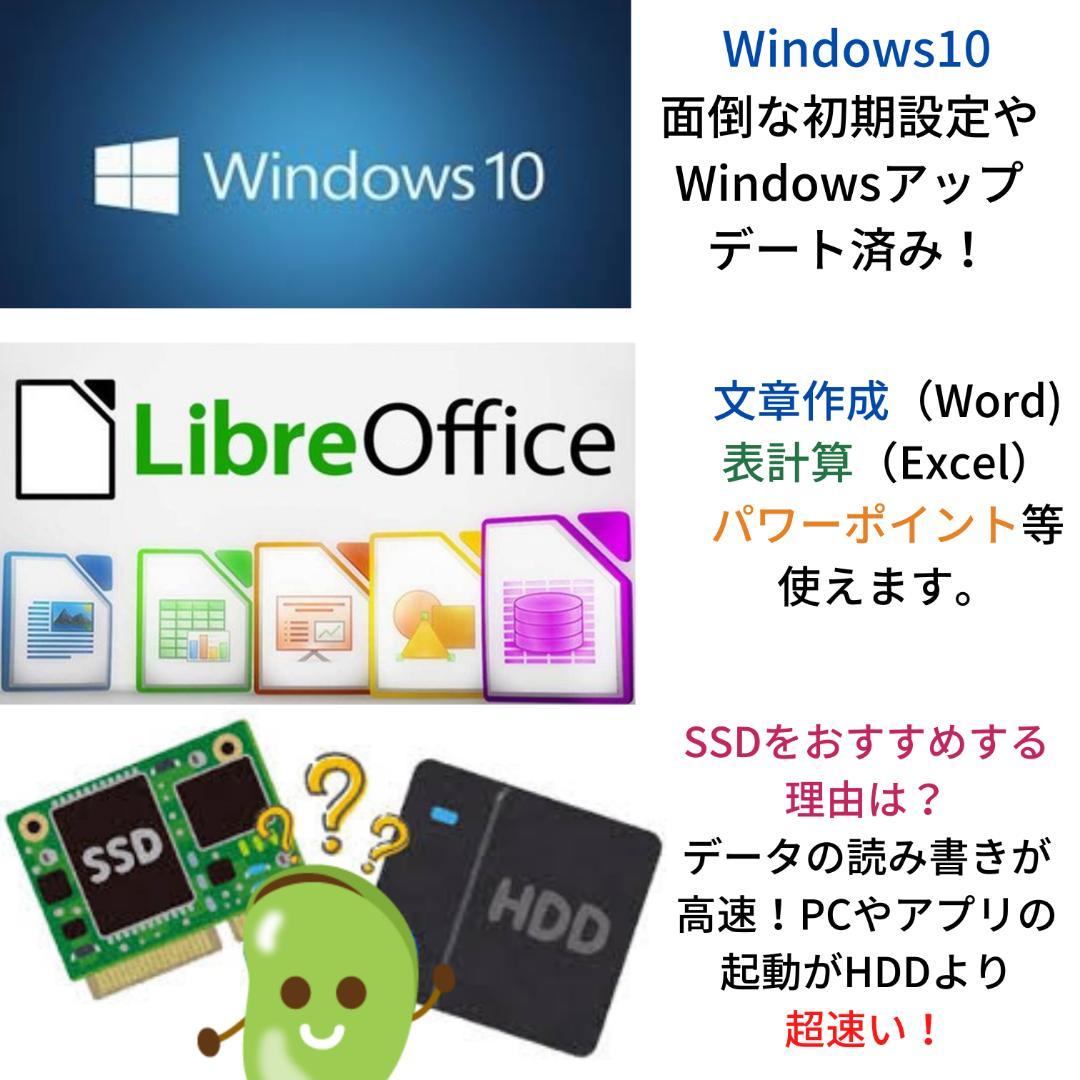 Windows 10
Windows10
面倒な初期設定や
Windowsアップ
デート済み！
LibreOffice
文章作成（Word)
表計算（Excel）
パワーポイント等
使えます。
SSD
HDD
???
SSDをおすすめする
理由は？
データの読み書きが
高速！PCやアプリの
起動がHDDより
超速い！